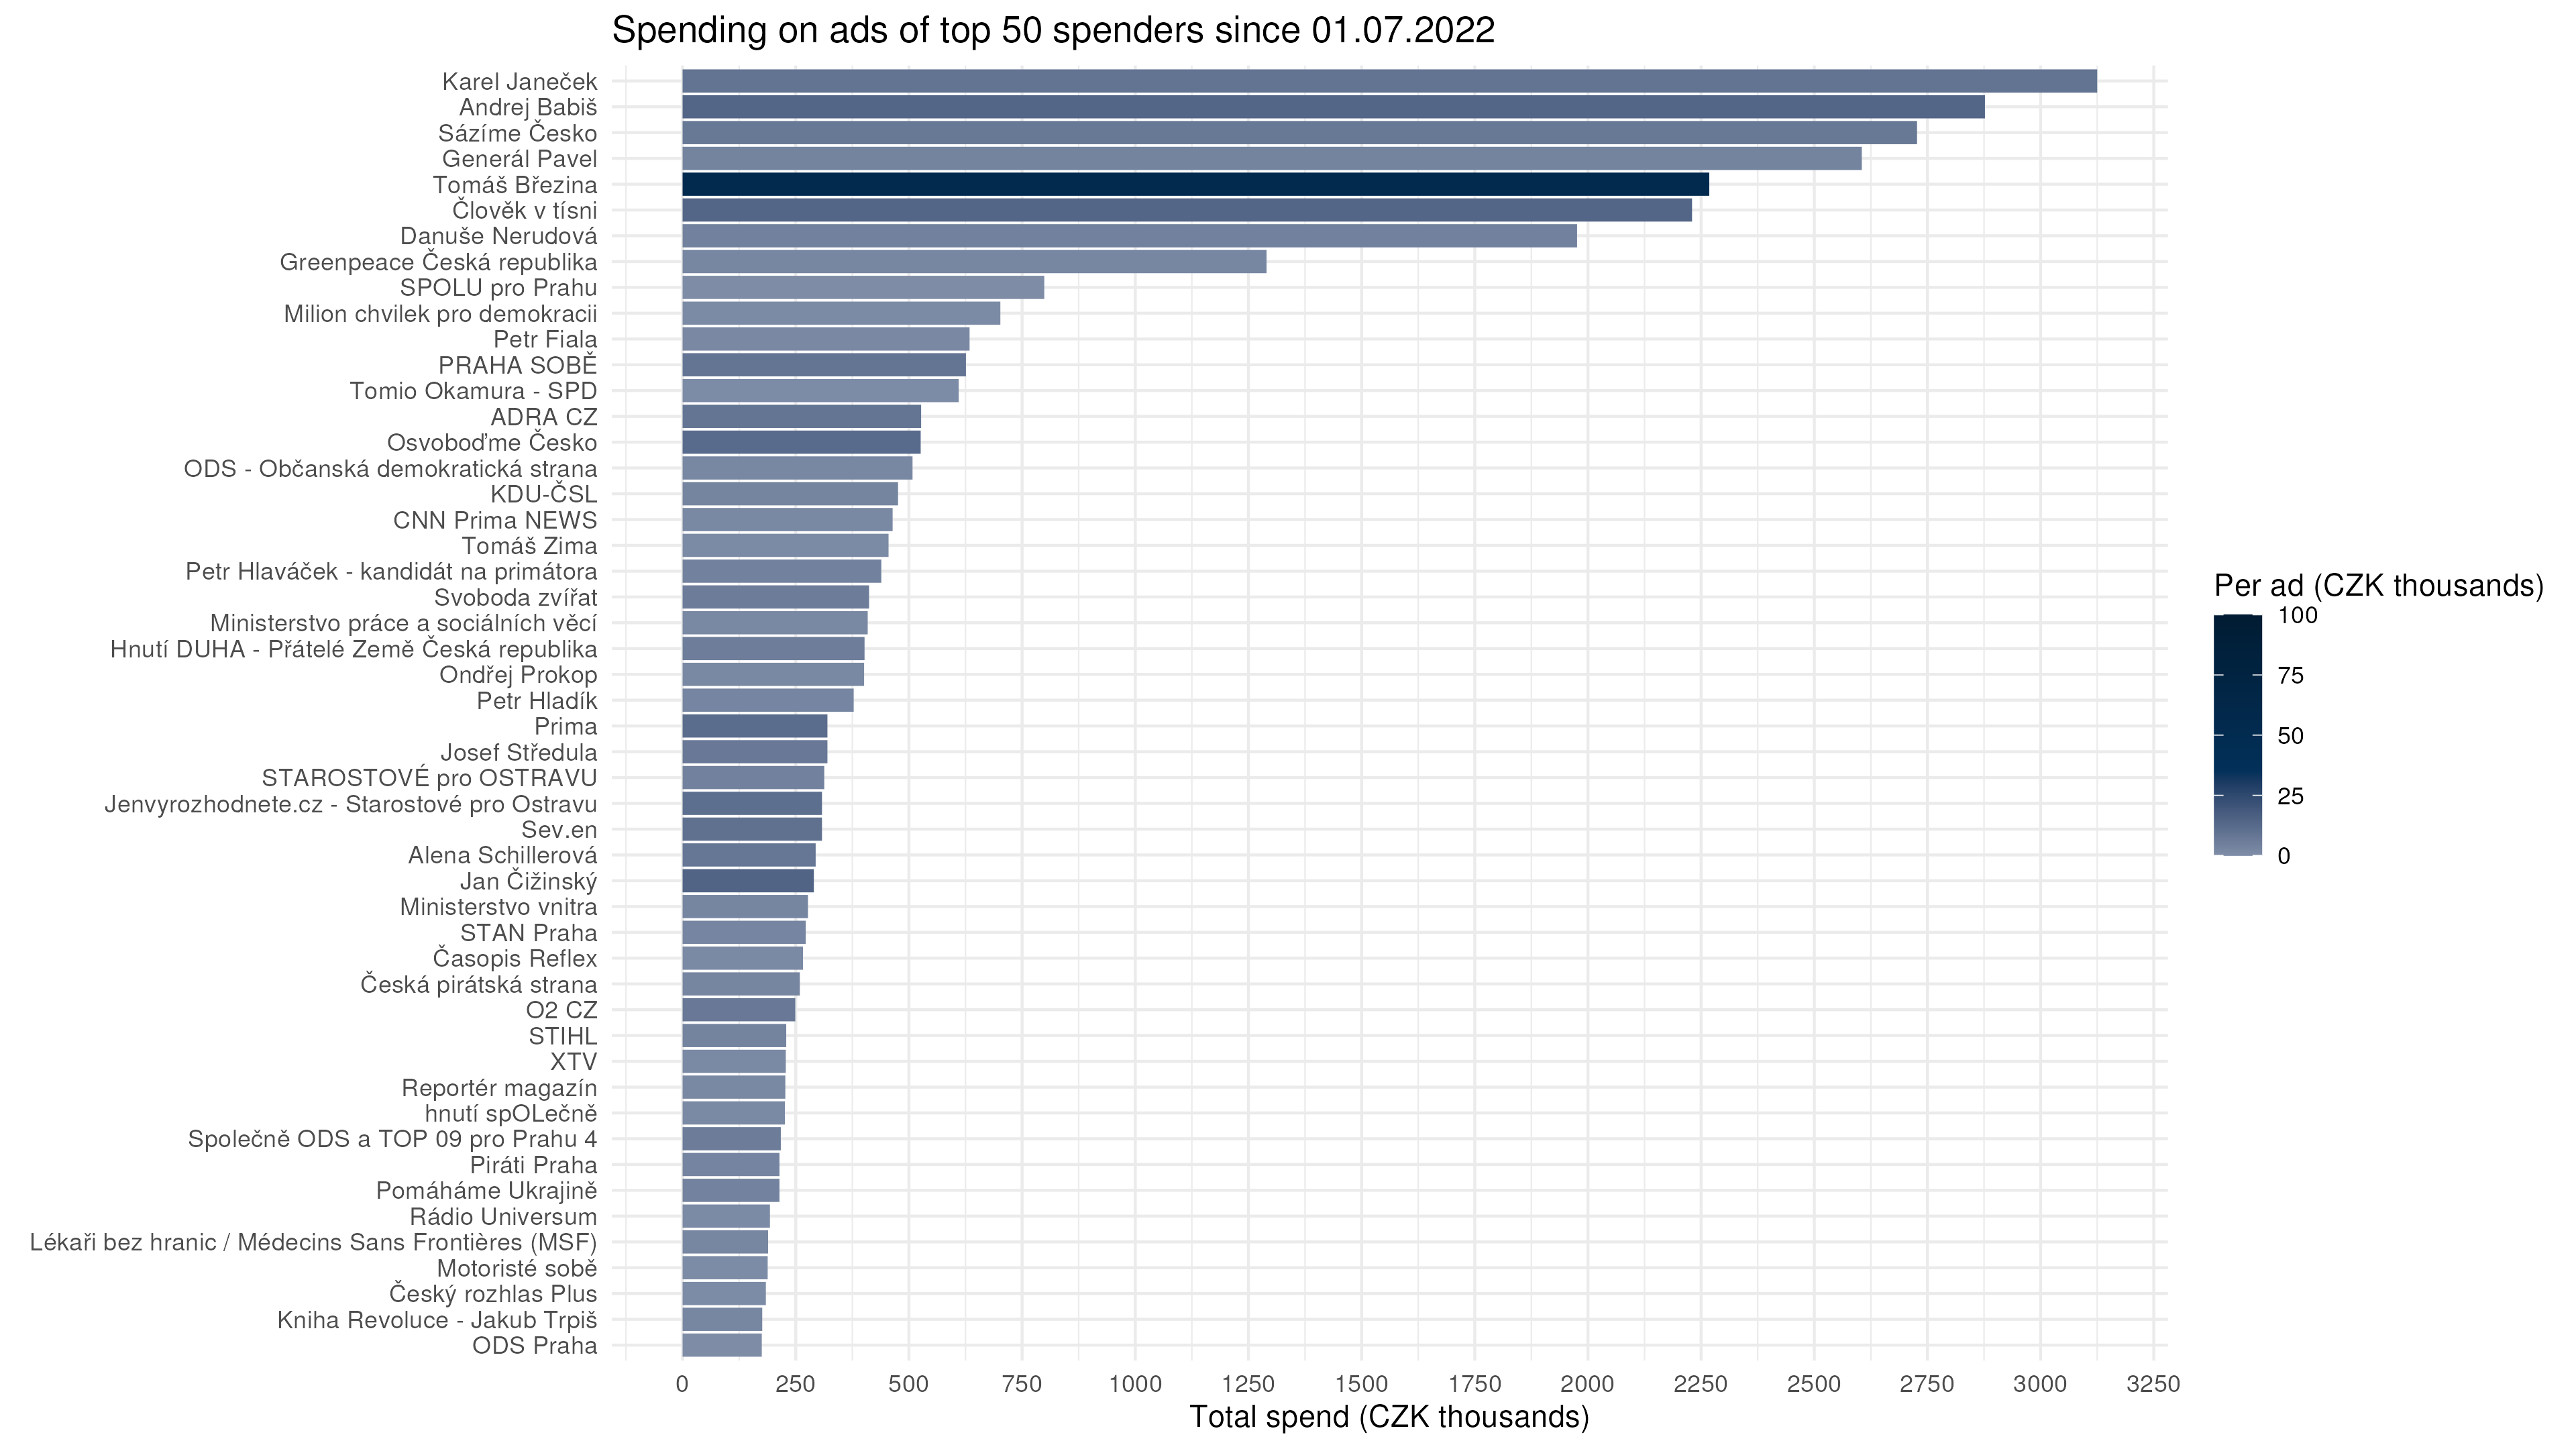 Spending on ads of top 50 spenders since 01.07.2022
Karel Janeček
Andrej Babiš
Sázíme Česko
Generál Pavel
Tomáš Březina
Člověk v tísni
Danuše Nerudová
Greenpeace Česká republika
SPOLU pro Prahu
Milion chvilek pro demokracii
Petr Fiala
PRAHA SOBĚ
Tomio Okamura - SPD
ADRA CZ
Osvoboďme Česko
ODS - Občanská demokratická strana
KDU-ČSL
CNN Prima NEWS
Tomáš Zima
Petr Hlaváček - kandidát na primátora
Svoboda zvířat
Ministerstvo práce a sociálních věcí
Hnutí DUHA - Přátelé Země Česká republika
Ondřej Prokop
Petr Hladík
Prima
Josef Středula
STAROSTOVÉ pro OSTRAVU
Jenvyrozhodnete.cz - Starostové pro Ostravu
Sev.en
Alena Schillerová
Jan Čižinský
Ministerstvo vnitra
STAN Praha
Časopis Reflex
Česká pirátská strana
O2 CZ
STIHL
XTV
Reportér magazín
hnutí spOLečně
Společně ODS a TOP 09 pro Prahu 4
Piráti Praha
Pomáháme Ukrajině
Rádio Universum
Lékaři bez hranic / Médecins Sans Frontières (MSF)
Motoristé sobě
Český rozhlas Plus
Kniha Revoluce - Jakub Trpiš
ODS Praha
0 250 500 750 1000 1250 1500 1750 2000 2250 2500 2750 3000 3250
Total spend (CZK thousands)
Per ad (CZK thousands)
100
75
50
25
0